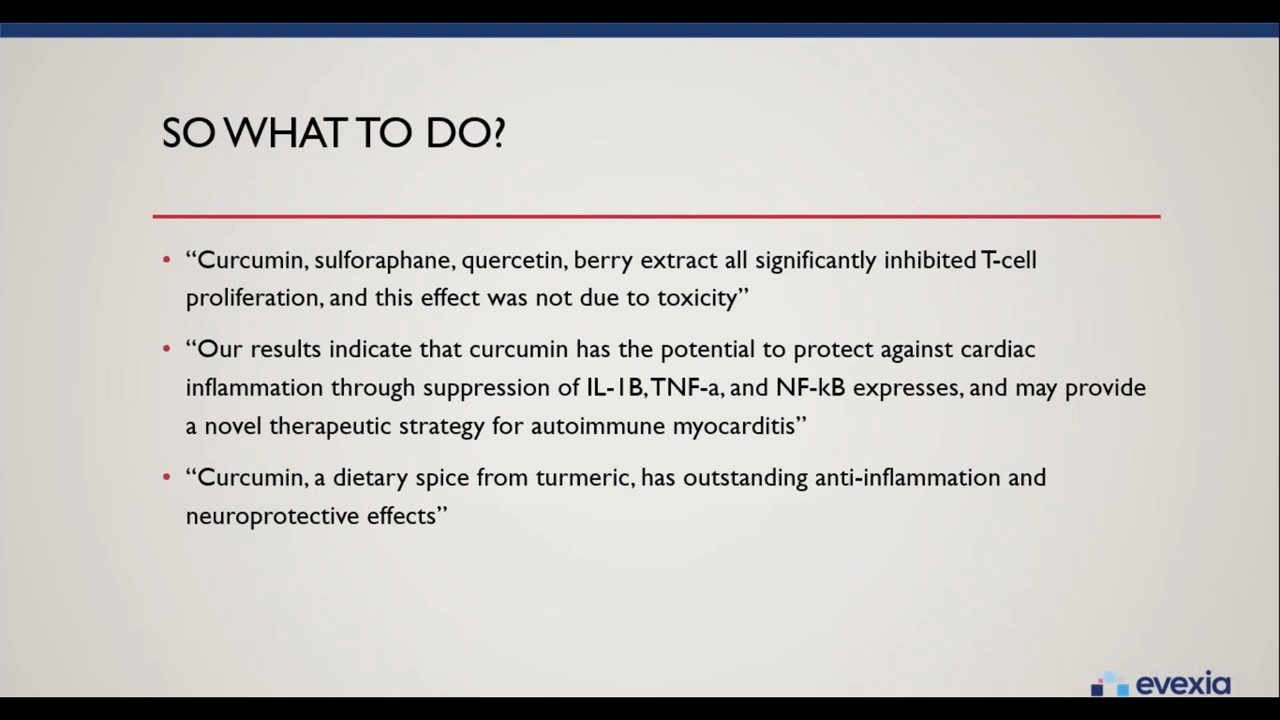 SO WHAT TO DO?
• “Curcumin, sulforaphane, quercetin, berry extract all significantly inhibited T-cell
proliferation, and this effect was not due to toxicity”
• “Our results indicate that curcumin has the potential to protect against cardiac
inflammation through suppression of IL-1B, TNF-a, and NF-kB expresses, and may provide
a novel therapeutic strategy for autoimmune myocarditis”
• “Curcumin, a dietary spice from turmeric, has outstanding anti-inflammation and
neuroprotective effects”
evexia